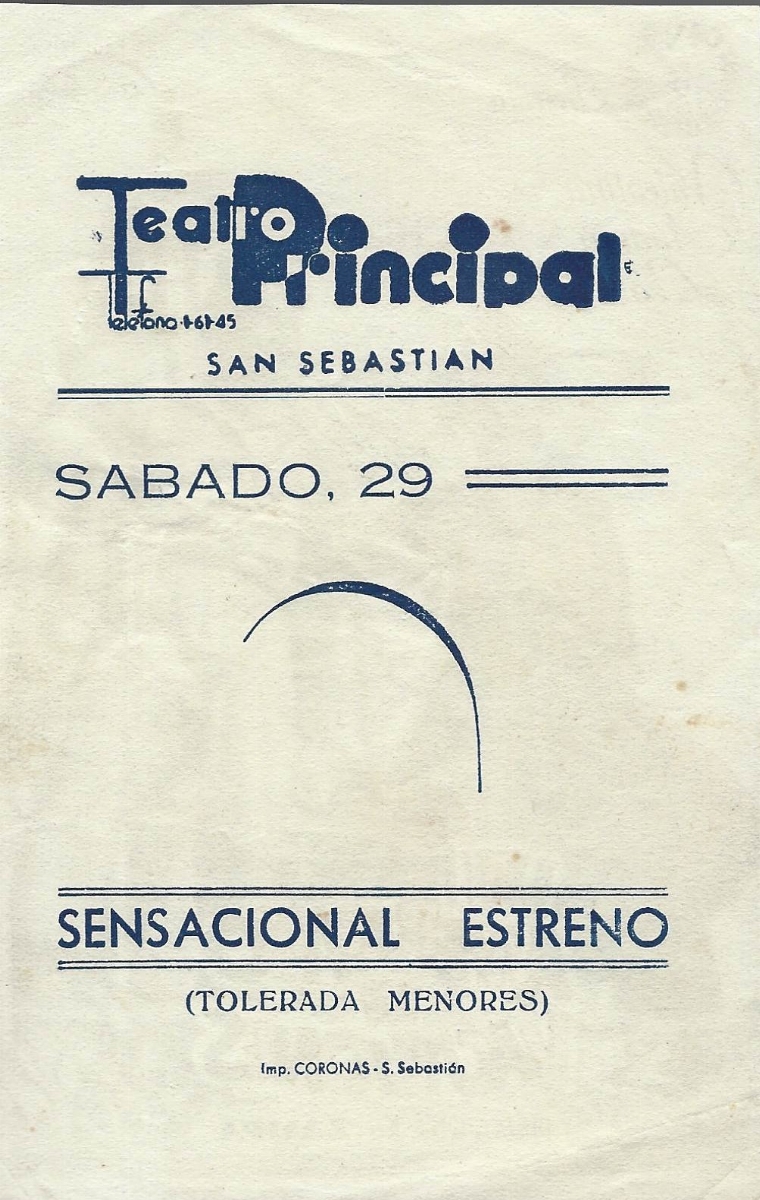 Teatro Principal
Teléfono 1-61-45
SAN SEBASTIAN
SABADO, 29
SENSACIONAL ESTRENO
(TOLERADA MENORES)
Imp. CORONAS - S. Sebastián